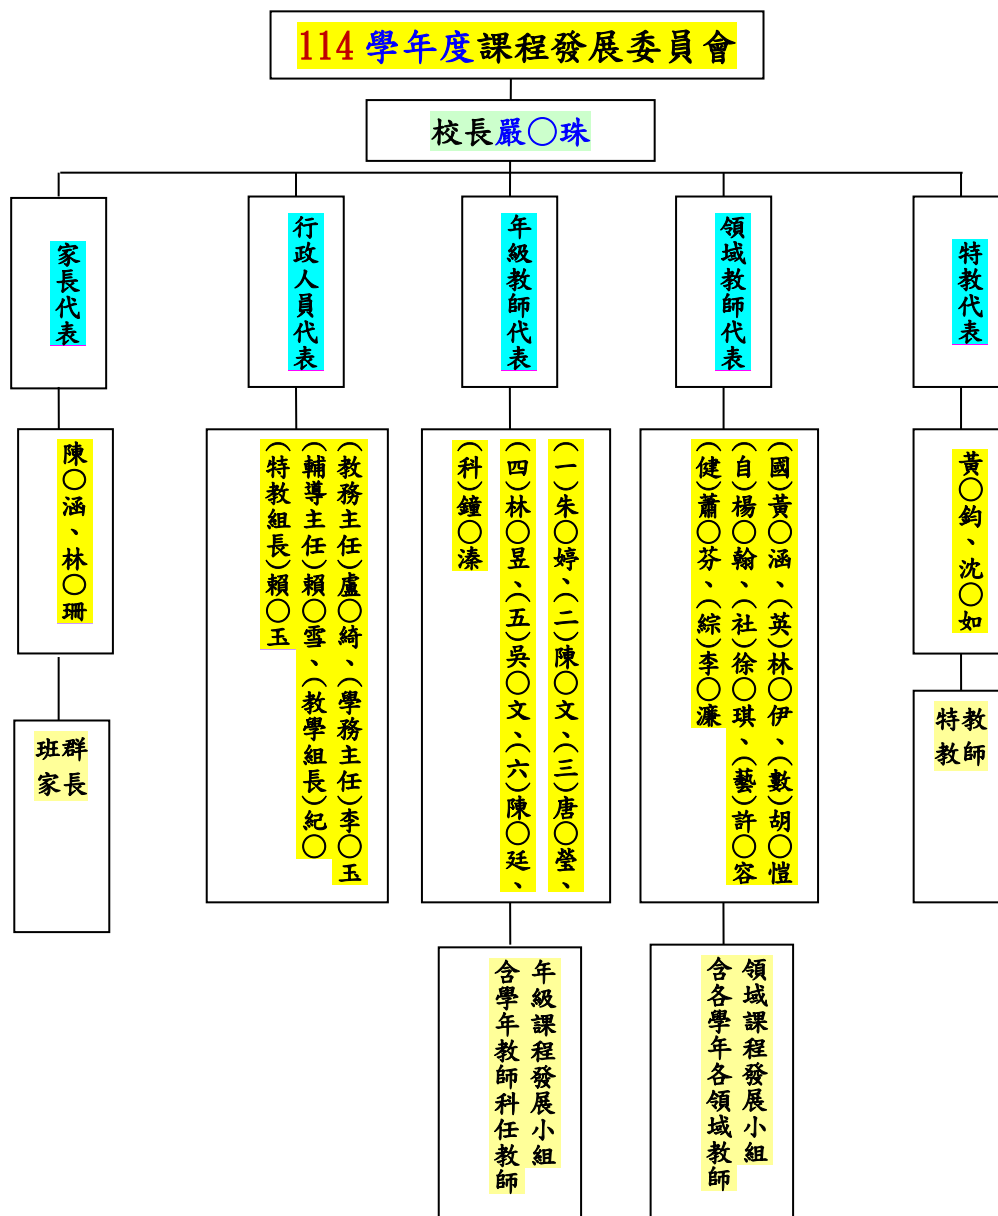 114 學年度課程發展委員會
校長嚴○珠
家長代表
行政人員代表
年級教師代表
領域教師代表
特教代表
陳○涵、林○珊
(教務主任)盧○綺、(學務主任)李○玉
(輔導主任)賴○雪、(教學組長)紀○
(特教組長)賴○玉
(一)朱○婷、(二)陳○文、(三)唐○瑩、
(四)林○昱、(五)吳○文、(六)陳○廷、
(科)鐘○溱
(國)黃○涵、(英)林○伊、(數)胡○愷
(自)楊○翰、(社)徐○琪、(藝)許○容
(健)蕭○芬、(綜)李○濂
黃○鈞、沈○如
班群
家長
特教
教師
年級課程發展小組
含學年教師科任教師
領域課程發展小組
含各學年各領域教師